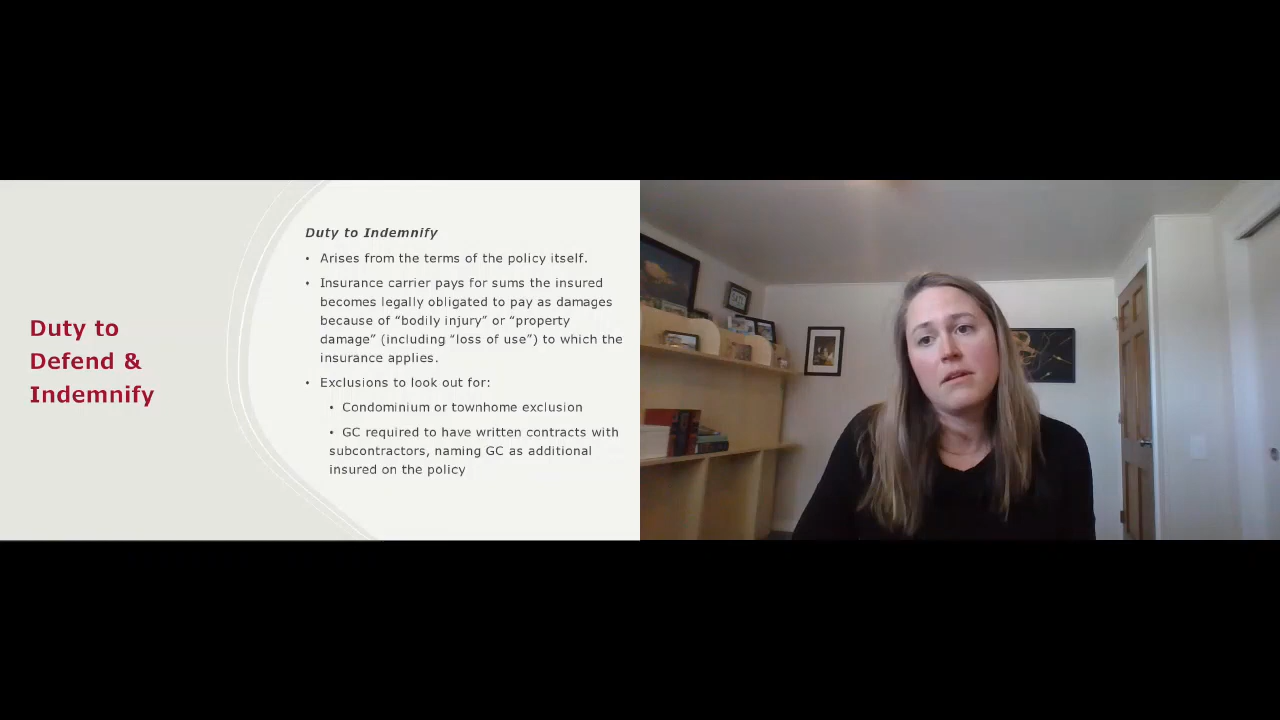 Duty to
Defend &
Indemnify
Duty to Indemnify
• Arises from the terms of the policy itself.
• Insurance carrier pays for sums the insured
becomes legally obligated to pay as damages
because of “bodily injury” or “property
damage” (including “loss of use”) to which the
insurance applies.
• Exclusions to look out for:
• Condominium or townhome exclusion
• GC required to have written contracts with
subcontractors, naming GC as additional
insured on the policy